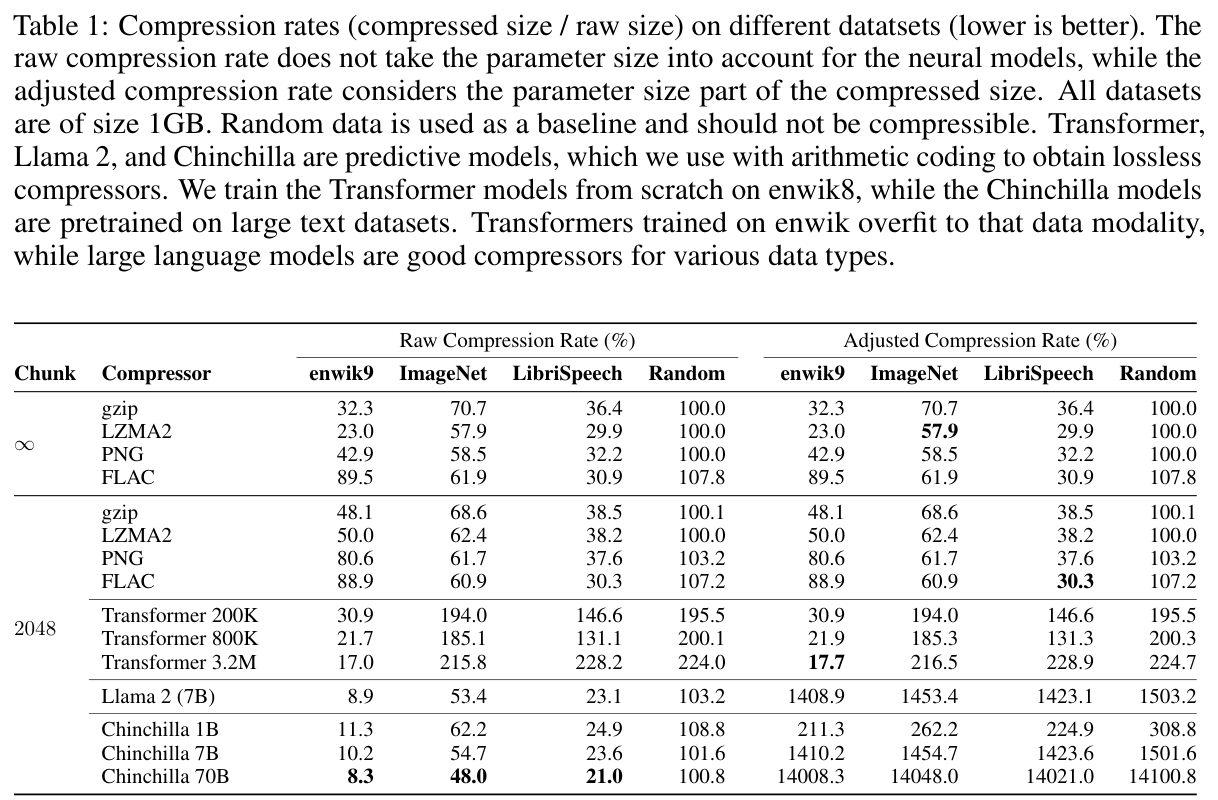 Table 1: Compression rates (compressed size / raw size) on different datatsets (lower is better). The
raw compression rate does not take the parameter size into account for the neural models, while the
adjusted compression rate considers the parameter size part of the compressed size. All datasets
are of size 1GB. Random data is used as a baseline and should not be compressible. Transformer,
Llama 2, and Chinchilla are predictive models, which we use with arithmetic coding to obtain lossless
compressors. We train the Transformer models from scratch on enwik8, while the Chinchilla models
are pretrained on large text datasets. Transformers trained on enwik overfit to that data modality,
while large language models are good compressors for various data types.
Raw Compression Rate (%) Adjusted Compression Rate (%)
Chunk Compressor enwik9 ImageNet LibriSpeech Random enwik9 ImageNet LibriSpeech Random
∞
gzip 32.3 70.7 36.4 100.0 32.3 70.7 36.4 100.0
LZMA2 23.0 57.9 29.9 100.0 23.0 57.9 29.9 100.0
PNG 42.9 58.5 32.2 100.0 42.9 58.5 32.2 100.0
FLAC 89.5 61.9 30.9 107.8 89.5 61.9 30.9 107.8
2048
gzip 48.1 68.6 38.5 100.1 48.1 68.6 38.5 100.1
LZMA2 50.0 62.4 38.2 100.0 50.0 62.4 38.2 100.0
PNG 80.6 61.7 37.6 103.2 80.6 61.7 37.6 103.2
FLAC 88.9 60.9 30.3 107.2 88.9 60.9 30.3 107.2
Transformer 200K 30.9 194.0 146.6 195.5 30.9 194.0 146.6 195.5
Transformer 800K 21.7 185.1 131.1 200.1 21.9 185.3 131.3 200.3
Transformer 3.2M 17.0 215.8 228.2 224.0 17.7 216.5 228.9 224.7
Llama 2 (7B) 8.9 53.4 23.1 103.2 1408.9 1453.4 1423.1 1503.2
Chinchilla 1B 11.3 62.2 24.9 108.8 211.3 262.2 224.9 308.8
Chinchilla 7B 10.2 54.7 23.6 101.6 1410.2 1454.7 1423.6 1501.6
Chinchilla 70B 8.3 48.0 21.0 100.8 14008.3 14048.0 14021.0 14100.8